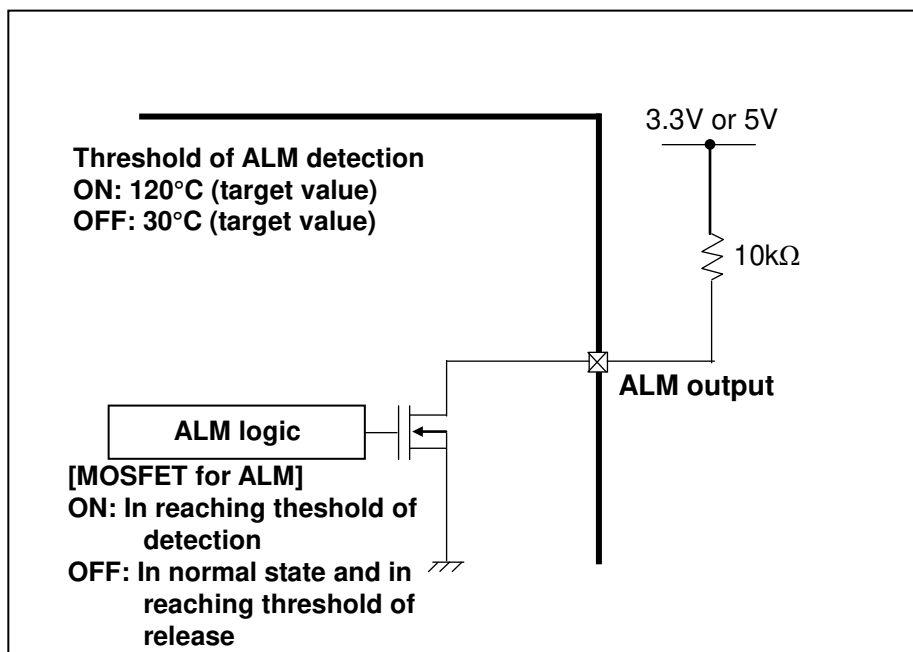 3.3V or 5V
Threshold of ALM detection
ON: 120°C (target value)
OFF: 30°C (target value)
10kΩ
ALM output
ALM logic
[MOSFET for ALM]
ON: In reaching theshold of
detection
OFF: In normal state and in
reaching threshold of
release